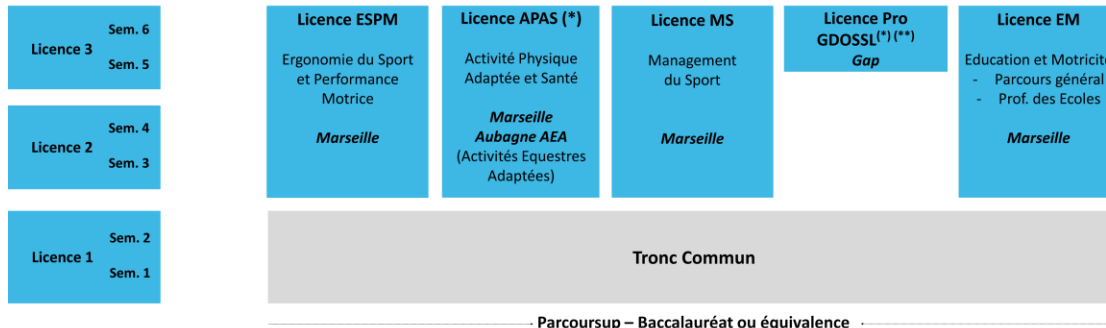 Licence 3
Sem. 6
Sem. 5
Licence 2
Sem. 4
Sem. 3
Licence 1
Sem. 2
Sem. 1
Licence ESPM
Ergonomie du Sport
et Performance
Motrice
Marseille
Licence APAS (*)
Activité Physique
Adaptée et Santé
Marseille
Aubagne AEA
(Activités Equestres
Adaptées)
Licence MS
Management
du Sport
Marseille
Licence Pro
GDOSSL(*) (**)
Gap
Licence EM
Education et Motricité
- Parcours général
- Prof. des Ecoles
Marseille
Tronc Commun
Parcoursup – Baccalauréat ou équivalence